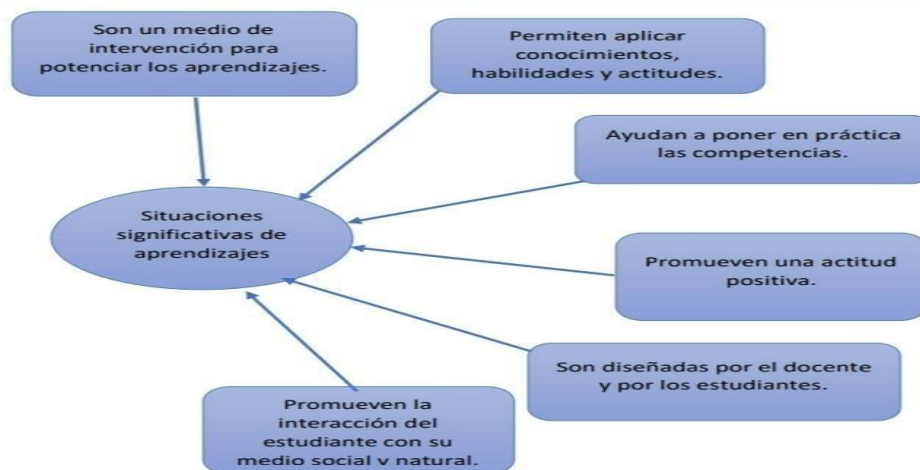 Son un medio de
intervención para
potenciar los aprendizajes.
Permiten aplicar
conocimientos,
habilidades y actitudes.
Ayudan a poner en práctica
las competencias.
Situaciones
significativas de
aprendizajes
Promueven una actitud
positiva.
Son diseñadas por el docente
y por los estudiantes.
Promueven la
interacción del
estudiante con su
medio social y natural.